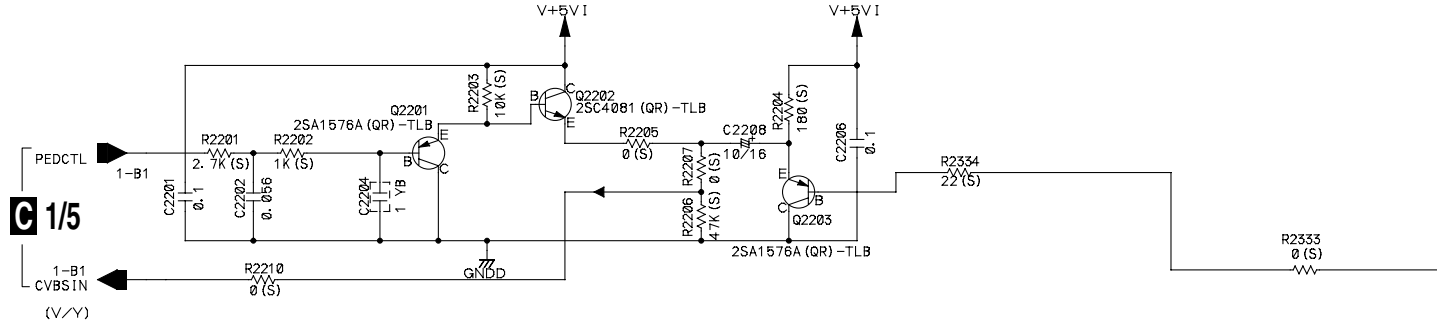 V+5VI
V+5VI
R2203
10K(S)
C
B
E
Q2202
2SC4081(QR)-TLB
Q2201
2SA1576A(QR)-TLB
E
B
C
R2204
180(S)
C2206
0.1
R2205
0(S)
C2208
+
10/16
R2207
0(S)
R2201
2.7K(S)
R2202
1K(S)
PEDCTL
1-B1
C2201
0.1
C2202
0.056
C2204
1 YB
R2206
47K(S)
E
C
B
Q2203
2SA1576A(QR)-TLB
R2334
22(S)
C 1/5
GNDD
R2333
0(S)
1-B1
CVBSIN
(V/Y)
R2210
0(S)